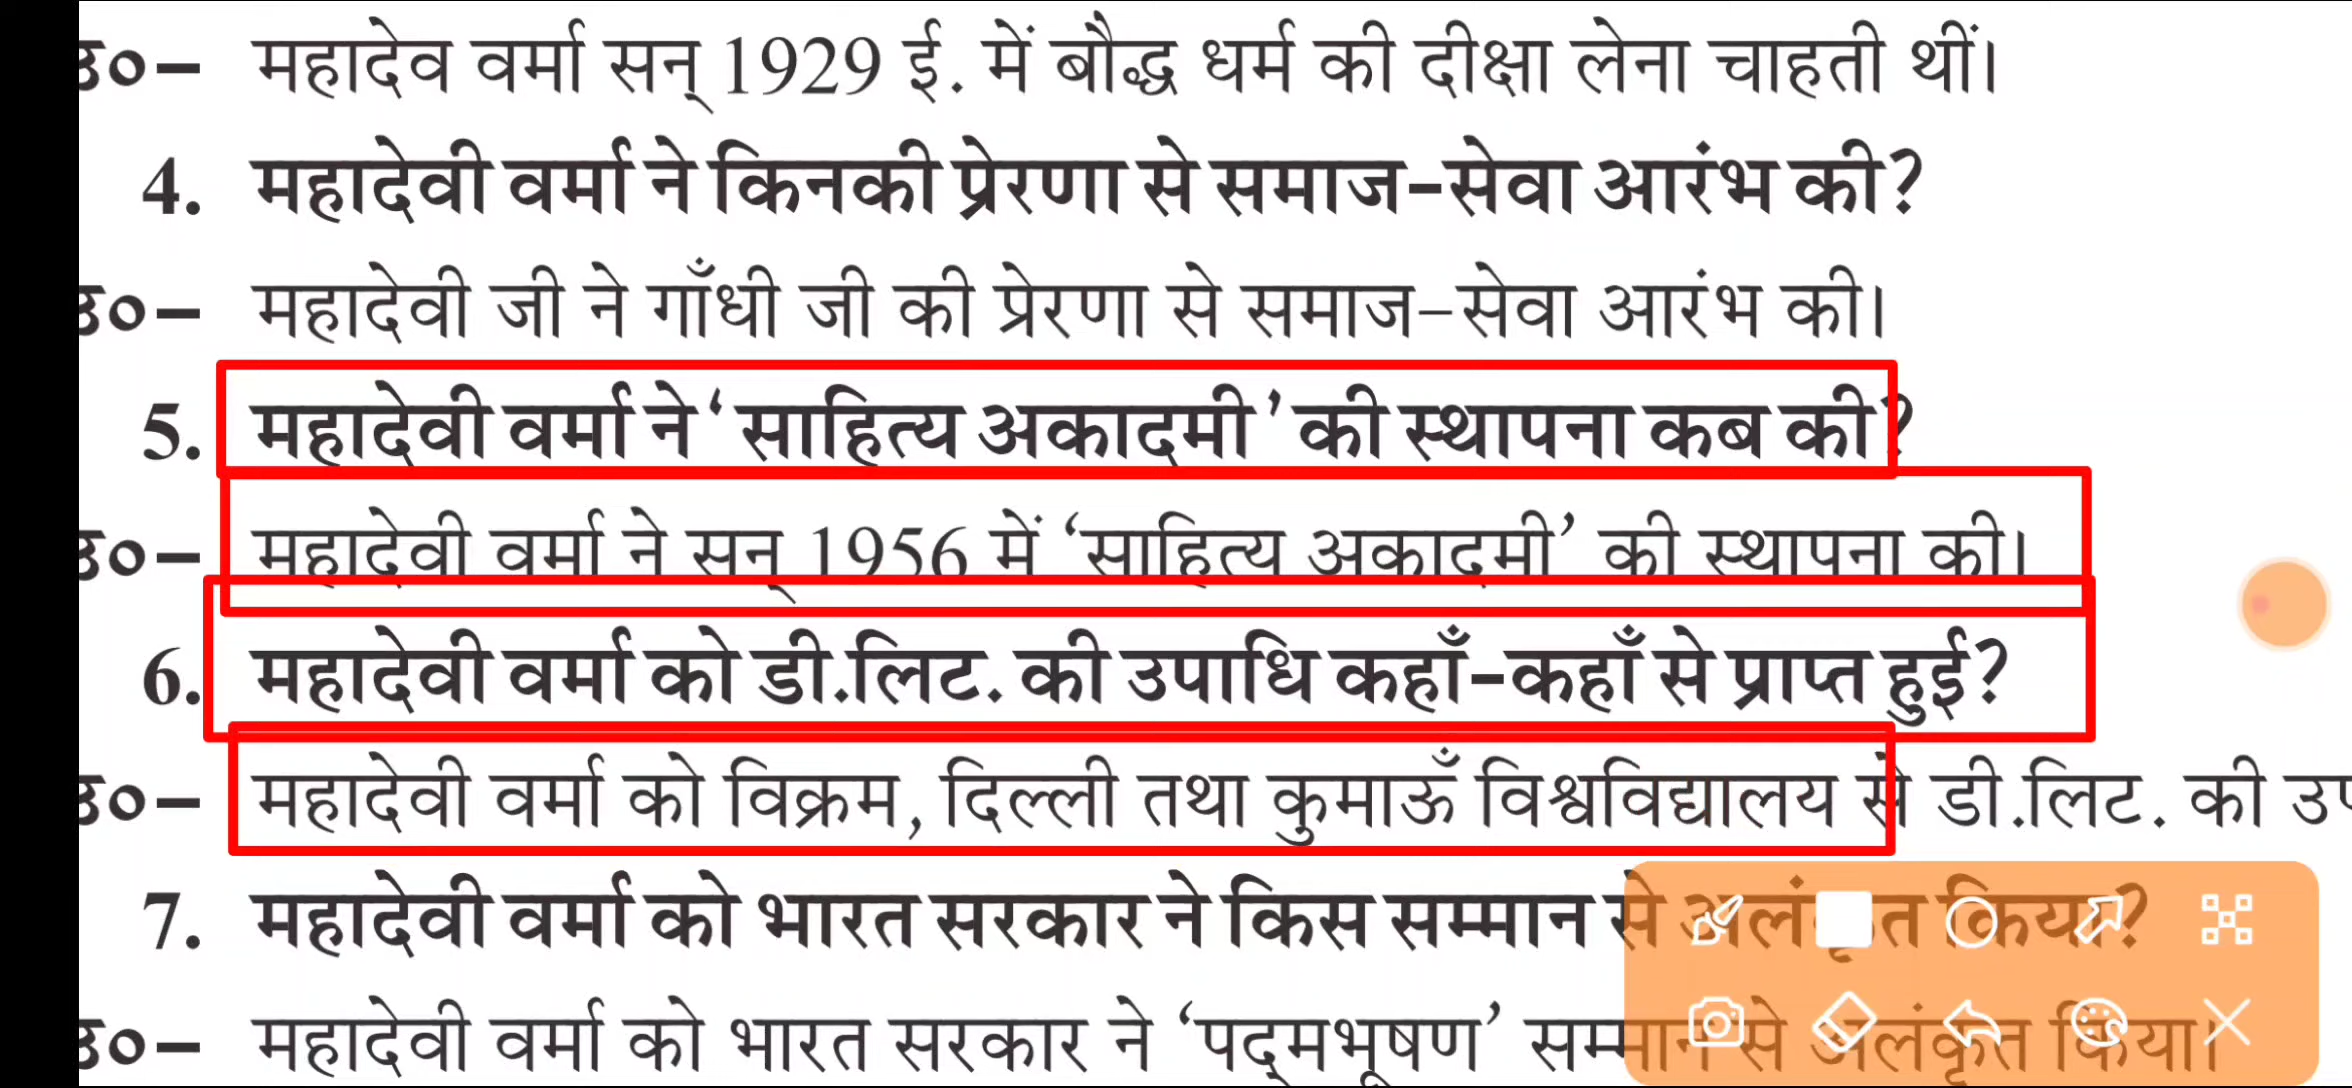 उ०– महादेव वर्मा सन् 1929 ई. में बौद्ध धर्म की दीक्षा लेना चाहती थीं।
4. महादेवी वर्मा ने किनकी प्रेरणा से समाज-सेवा आरंभ की?
उ०– महादेवी जी ने गाँधी जी की प्रेरणा से समाज-सेवा आरंभ की।
5. महादेवी वर्मा ने ‘साहित्य अकादमी’ की स्थापना कब की?
उ०– महादेवी वर्मा ने सन् 1956 में ‘साहित्य अकादमी’ की स्थापना की।
6. महादेवी वर्मा को डी.लिट. की उपाधि कहाँ-कहाँ से प्राप्त हुई?
उ०– महादेवी वर्मा को विक्रम, दिल्ली तथा कुमाऊँ विश्वविद्यालय से डी.लिट. की
7. महादेवी वर्मा को भारत सरकार ने किस सम्मान से अलंकृत किया?
उ०– महादेवी वर्मा को भारत सरकार ने ‘पद्मभूषण’ सम्मान से अलंकृत किया।